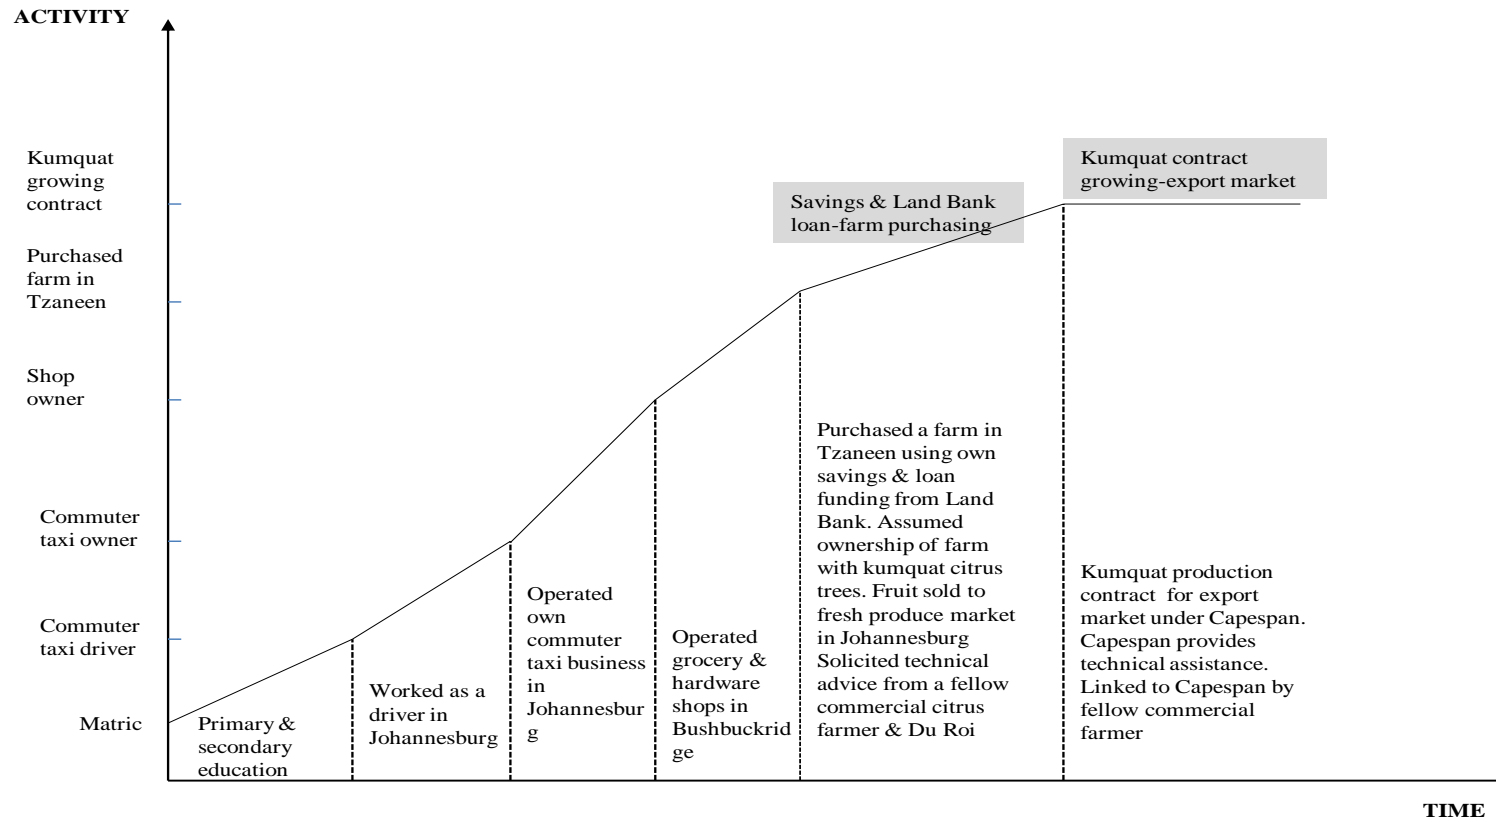 ACTIVITY
Kumquat
growing
contract
Purchased
farm in
Tzaneen
Shop
owner
Commuter
taxi owner
Commuter
taxi driver
Matric
Primary &
secondary
education
Worked as a
driver in
Johannesburg
Operated
own
commuter
taxi business
in
Johannesbur
g
Operated
grocery &
hardware
shops in
Bushbuckrid
ge
Savings & Land Bank
loan-farm purchasing
Purchased a farm in
Tzaneen using own
savings & loan
funding from Land
Bank. Assumed
ownership of farm
with kumquat citrus
trees. Fruit sold to
fresh produce market
in Johannesburg
Solicited technical
advice from a fellow
commercial citrus
farmer & Du Roi
Kumquat contract
growing-export market
Kumquat production
contract  for export
market under Capespan.
Capespan provides
technical assistance.
Linked to Capespan by
fellow commercial
farmer
TIME